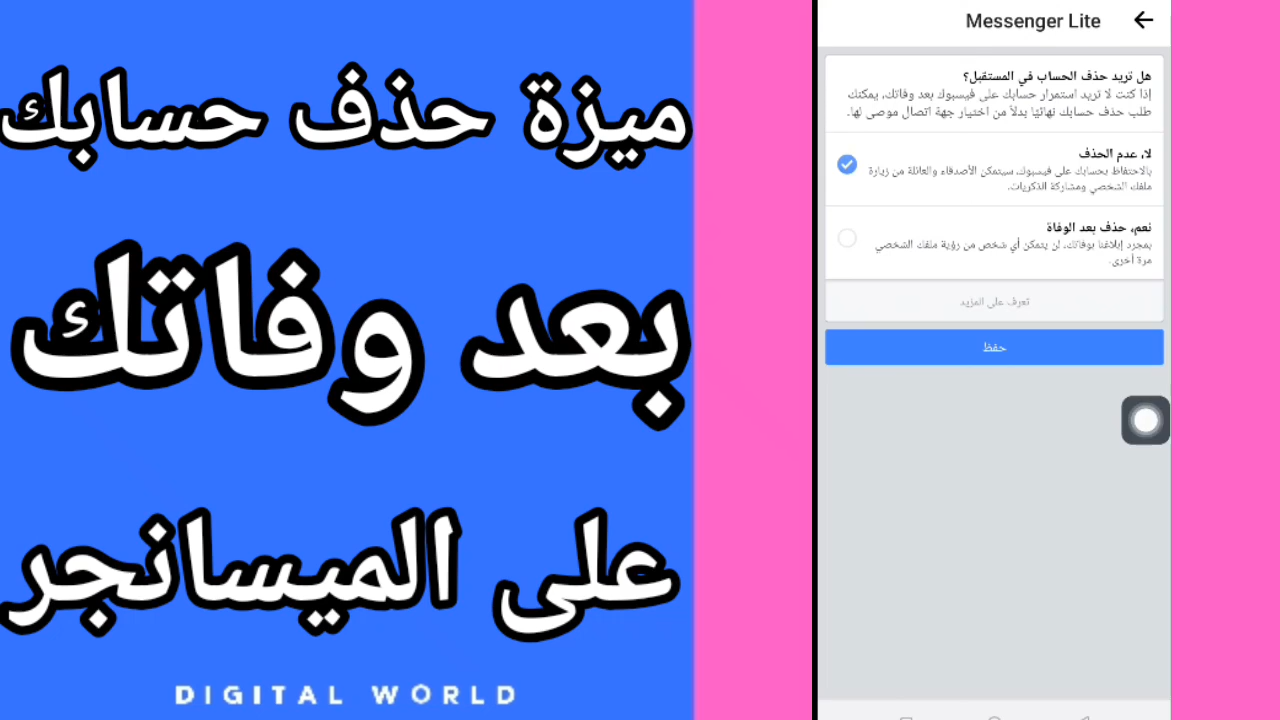 ميزة حذف حسابك
بعد وفاتك
على الميسانجر
DIGITAL WORLD
Messenger Lite
هل تريد حذف الحساب في المستقبل؟
إذا كنت لا تريد استمرار حسابك على فيسبوك بعد وفاتك، يمكنك
طلب حذف حسابك نهائيًا بدلاً من اختيار جهة اتصال موصى لها.
لا، عدم الحذف
بالاحتفاظ بحسابك على فيسبوك، سيتمكن الأصدقاء والعائلة من زيارة
ملفك الشخصي ومشاركة الذكريات.
نعم، حذف بعد الوفاة
بمجرد إبلاغنا بوفاتك، لن يتمكن أي شخص من رؤية ملفك الشخصي
مرة أخرى.
تعرف على المزيد
حفظ